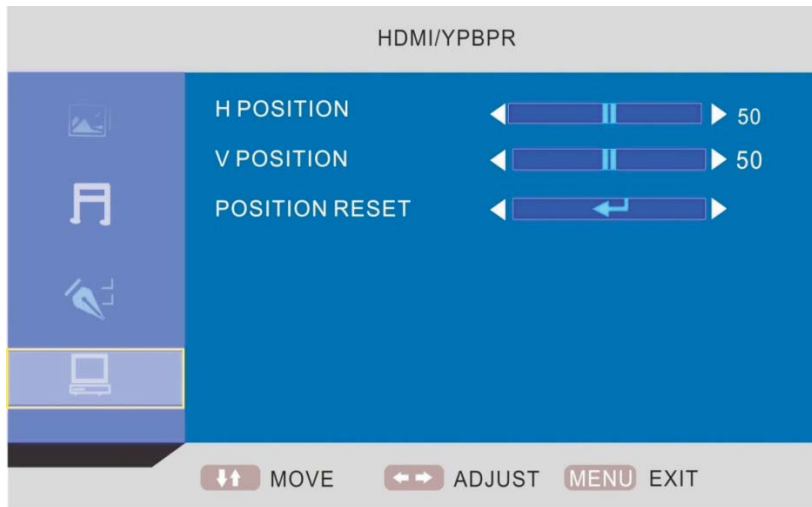 HDMI/YPBPR
H POSITION 50
V POSITION 50
POSITION RESET
MOVE ADJUST MENU EXIT